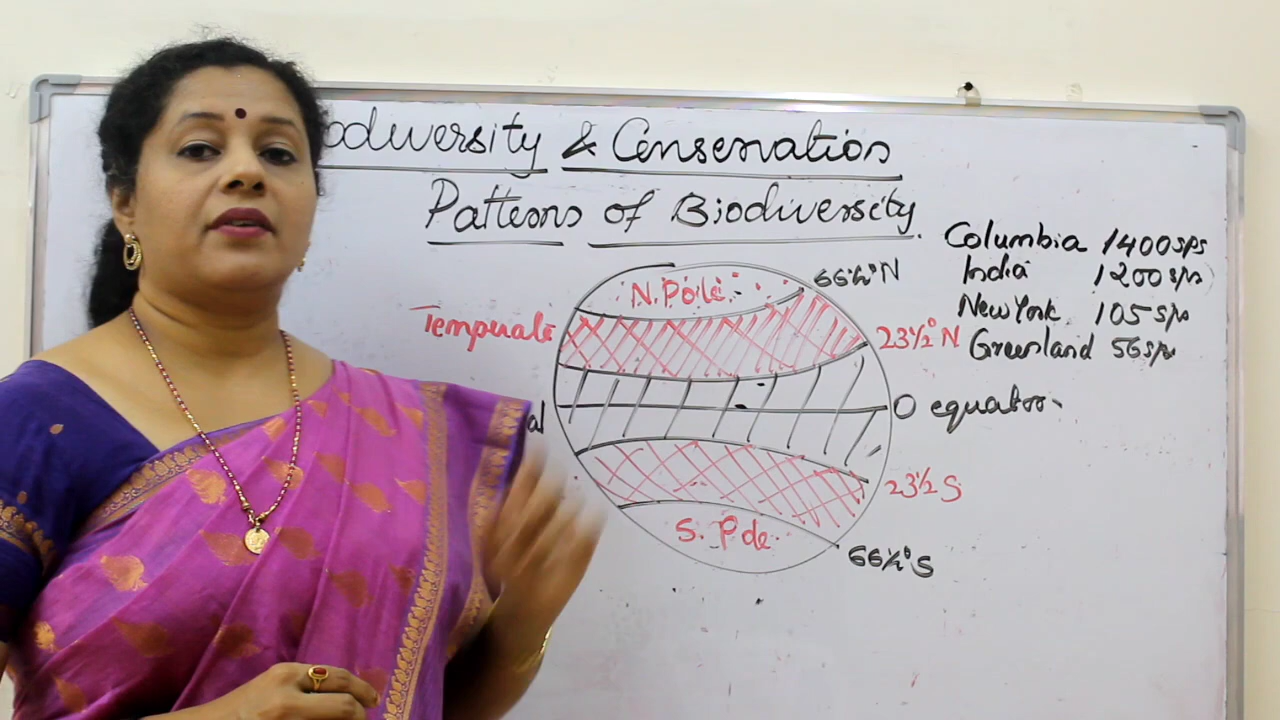 odiversity & Conservation
Patterns of Biodiversity.
Columbia 1400 sps
India 1200 sps
New York 105 sps
Greenland 56 sps
66½° N
N. Pole
Temperate
23½° N
al
0 equator
23½ S
S. Pole
66½° S